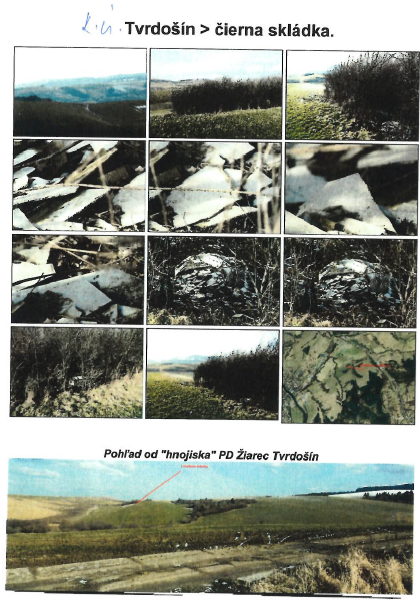 k.ú. Tvrdošín > čierna skládka.
Pohľad od "hnojiska" PD Žiarec Tvrdošín